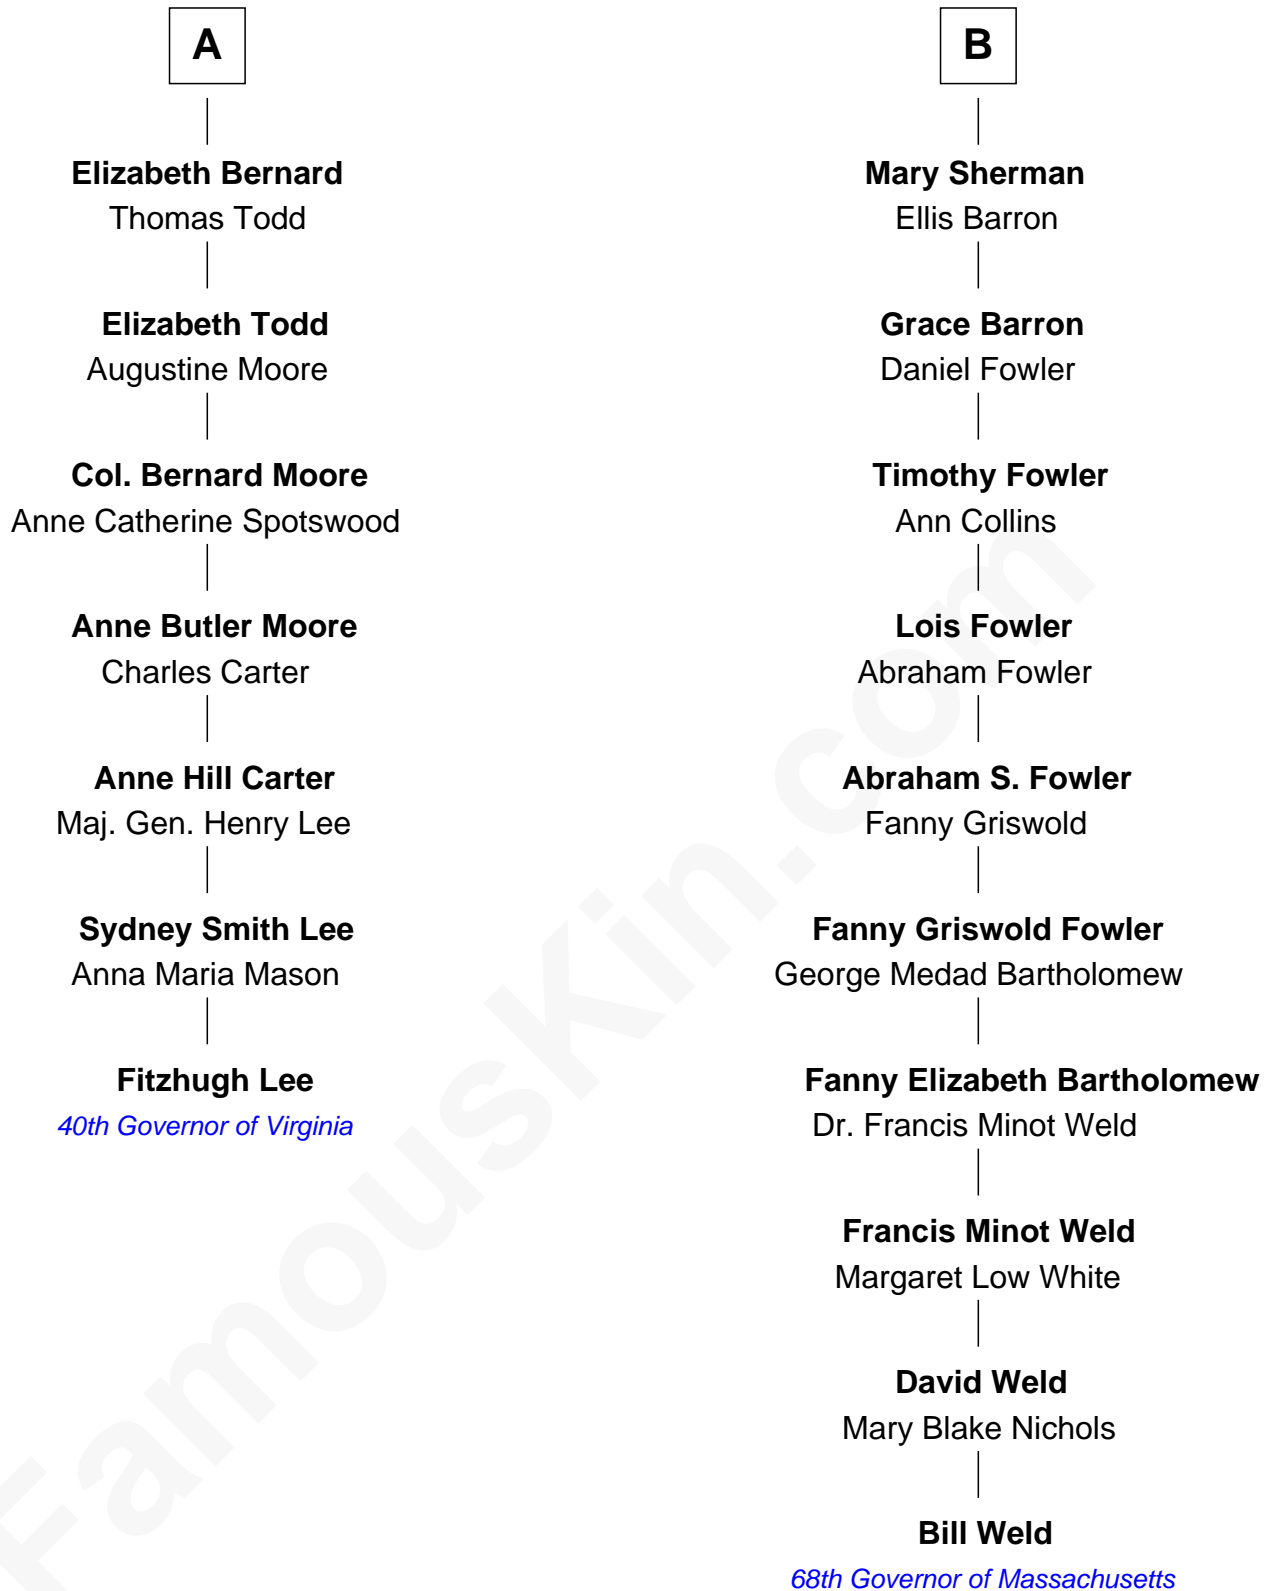 A
Elizabeth Bernard
Thomas Todd
Elizabeth Todd
Augustine Moore
Col. Bernard Moore
Anne Catherine Spotswood
Anne Butler Moore
Charles Carter
Anne Hill Carter
Maj. Gen. Henry Lee
Sydney Smith Lee
Anna Maria Mason
Fitzhugh Lee
40th Governor of Virginia
B
Mary Sherman
Ellis Barron
Grace Barron
Daniel Fowler
Timothy Fowler
Ann Collins
Lois Fowler
Abraham Fowler
Abraham S. Fowler
Fanny Griswold
Fanny Griswold Fowler
George Medad Bartholomew
Fanny Elizabeth Bartholomew
Dr. Francis Minot Weld
Francis Minot Weld
Margaret Low White
David Weld
Mary Blake Nichols
Bill Weld
68th Governor of Massachusetts
FamousKin.com